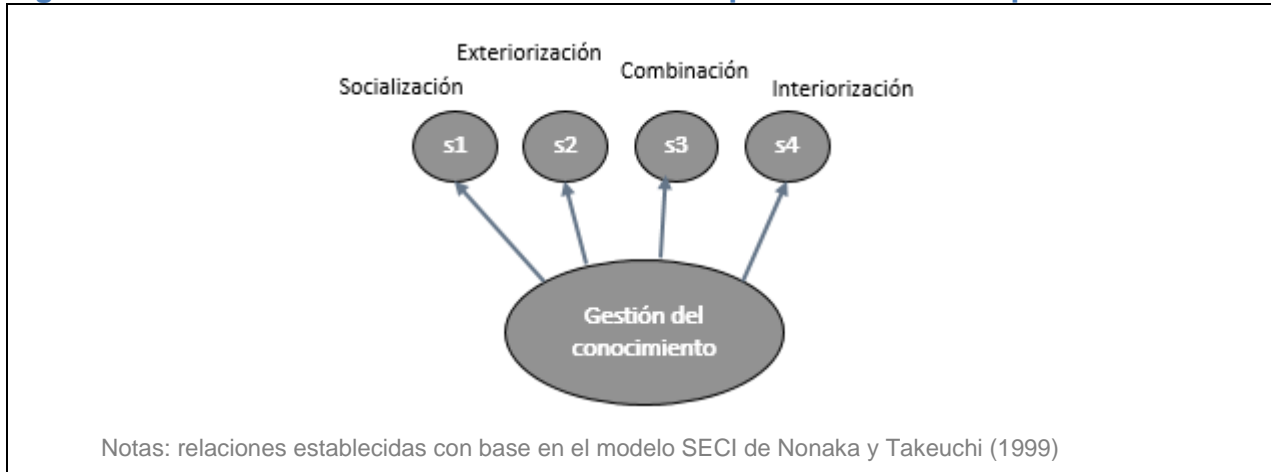 Exteriorización
Combinación
Socialización
Interiorización
s1 s2 s3 s4
Gestión del
conocimiento
Notas: relaciones establecidas con base en el modelo SECI de Nonaka y Takeuchi (1999)